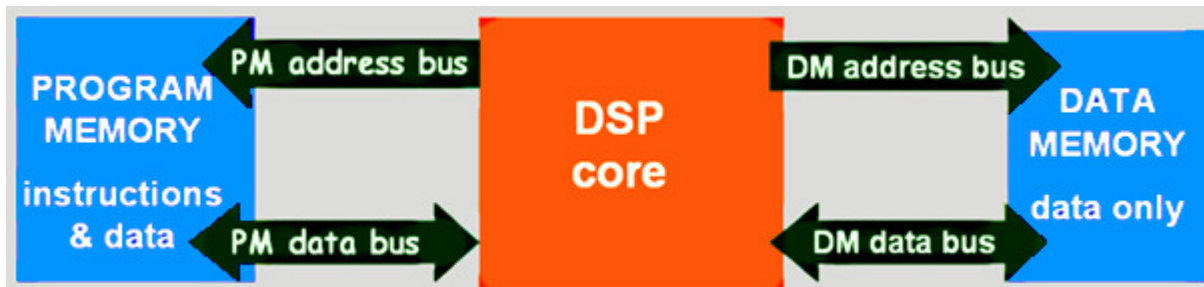 PROGRAM
MEMORY
instructions
& data
PM address bus
PM data bus
DSP
core
DM address bus
DM data bus
DATA
MEMORY
data only